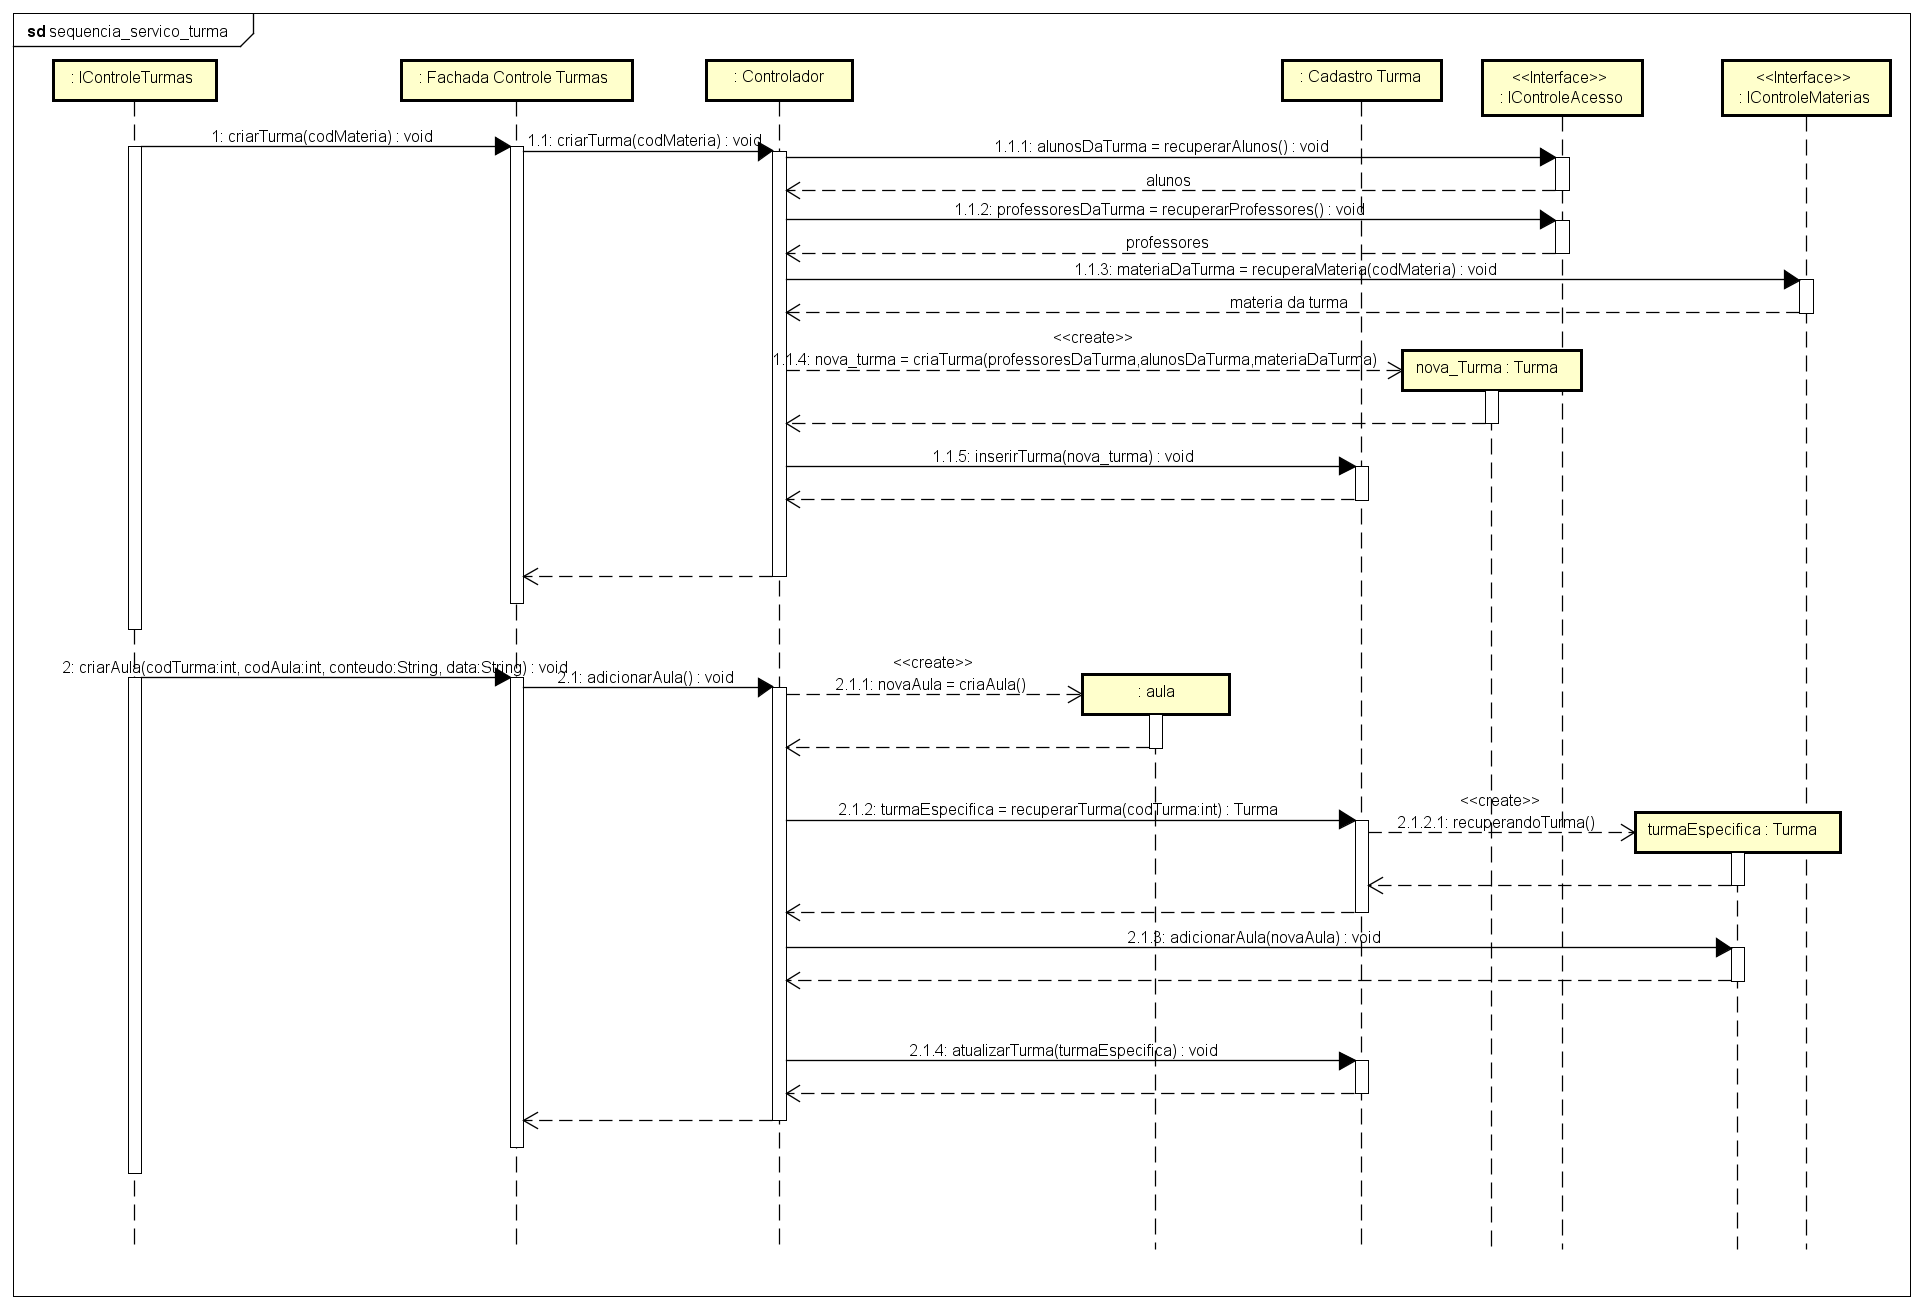 sd sequencia_servico_turma
: IControleTurmas
: Fachada Controle Turmas
: Controlador
: Cadastro Turma
<<Interface>>
: IControleAcesso
<<Interface>>
: IControleMaterias
1: criarTurma(codMateria) : void
1.1: criarTurma(codMateria) : void
1.1.1: alunosDaTurma = recuperarAlunos() : void
alunos
1.1.2: professoresDaTurma = recuperarProfessores() : void
professores
1.1.3: materiaDaTurma = recuperaMateria(codMateria) : void
materia da turma
<<create>>
1.1.4: nova_turma = criaTurma(professoresDaTurma,alunosDaTurma,materiaDaTurma)
nova_Turma : Turma
1.1.5: inserirTurma(nova_turma) : void
2: criarAula(codTurma:int, codAula:int, conteudo:String, data:String) : void
2.1: adicionarAula() : void
<<create>>
2.1.1: novaAula = criaAula()
: aula
2.1.2: turmaEspecifica = recuperarTurma(codTurma:int) : Turma
<<create>>
2.1.2.1: recuperandoTurma()
turmaEspecifica : Turma
2.1.3: adicionarAula(novaAula) : void
2.1.4: atualizarTurma(turmaEspecifica) : void